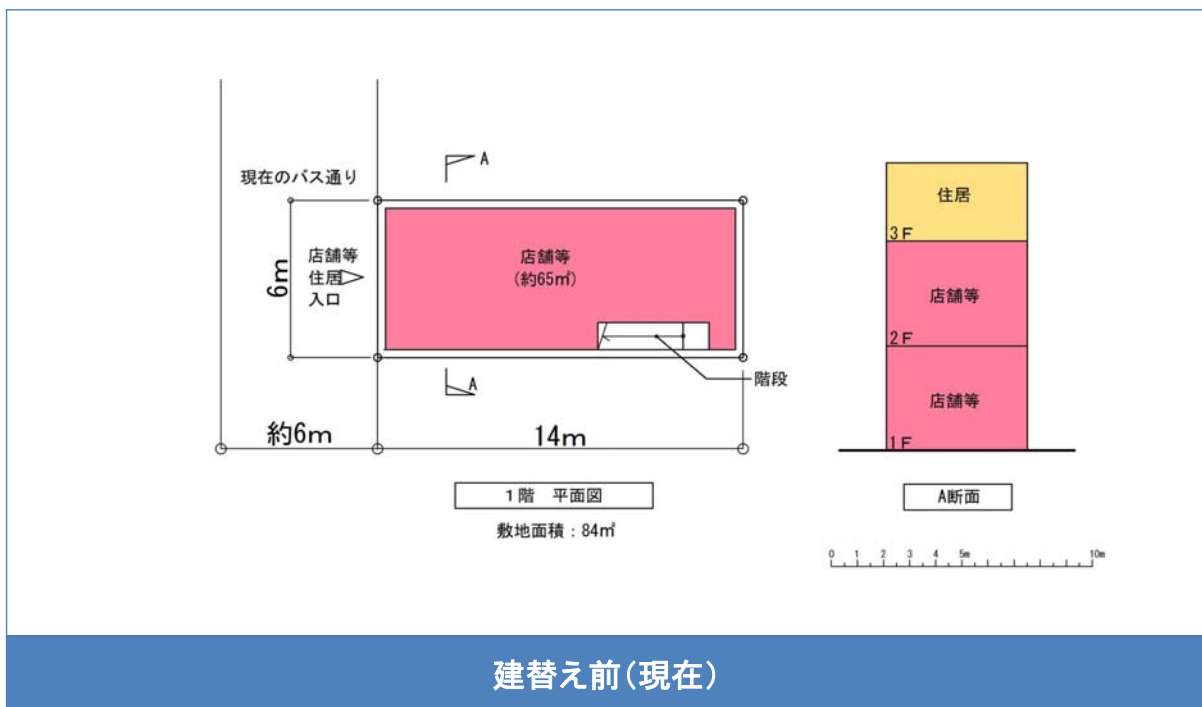 現在のバス通り
A
6m
店舗等
住居
入口
店舗等
(約65㎡)
階段
A
約6m
14m
1階 平面図
敷地面積：84㎡
住居
3F
店舗等
2F
店舗等
1F
A断面
0 1 2 3 4 5m 10m
建替え前(現在)